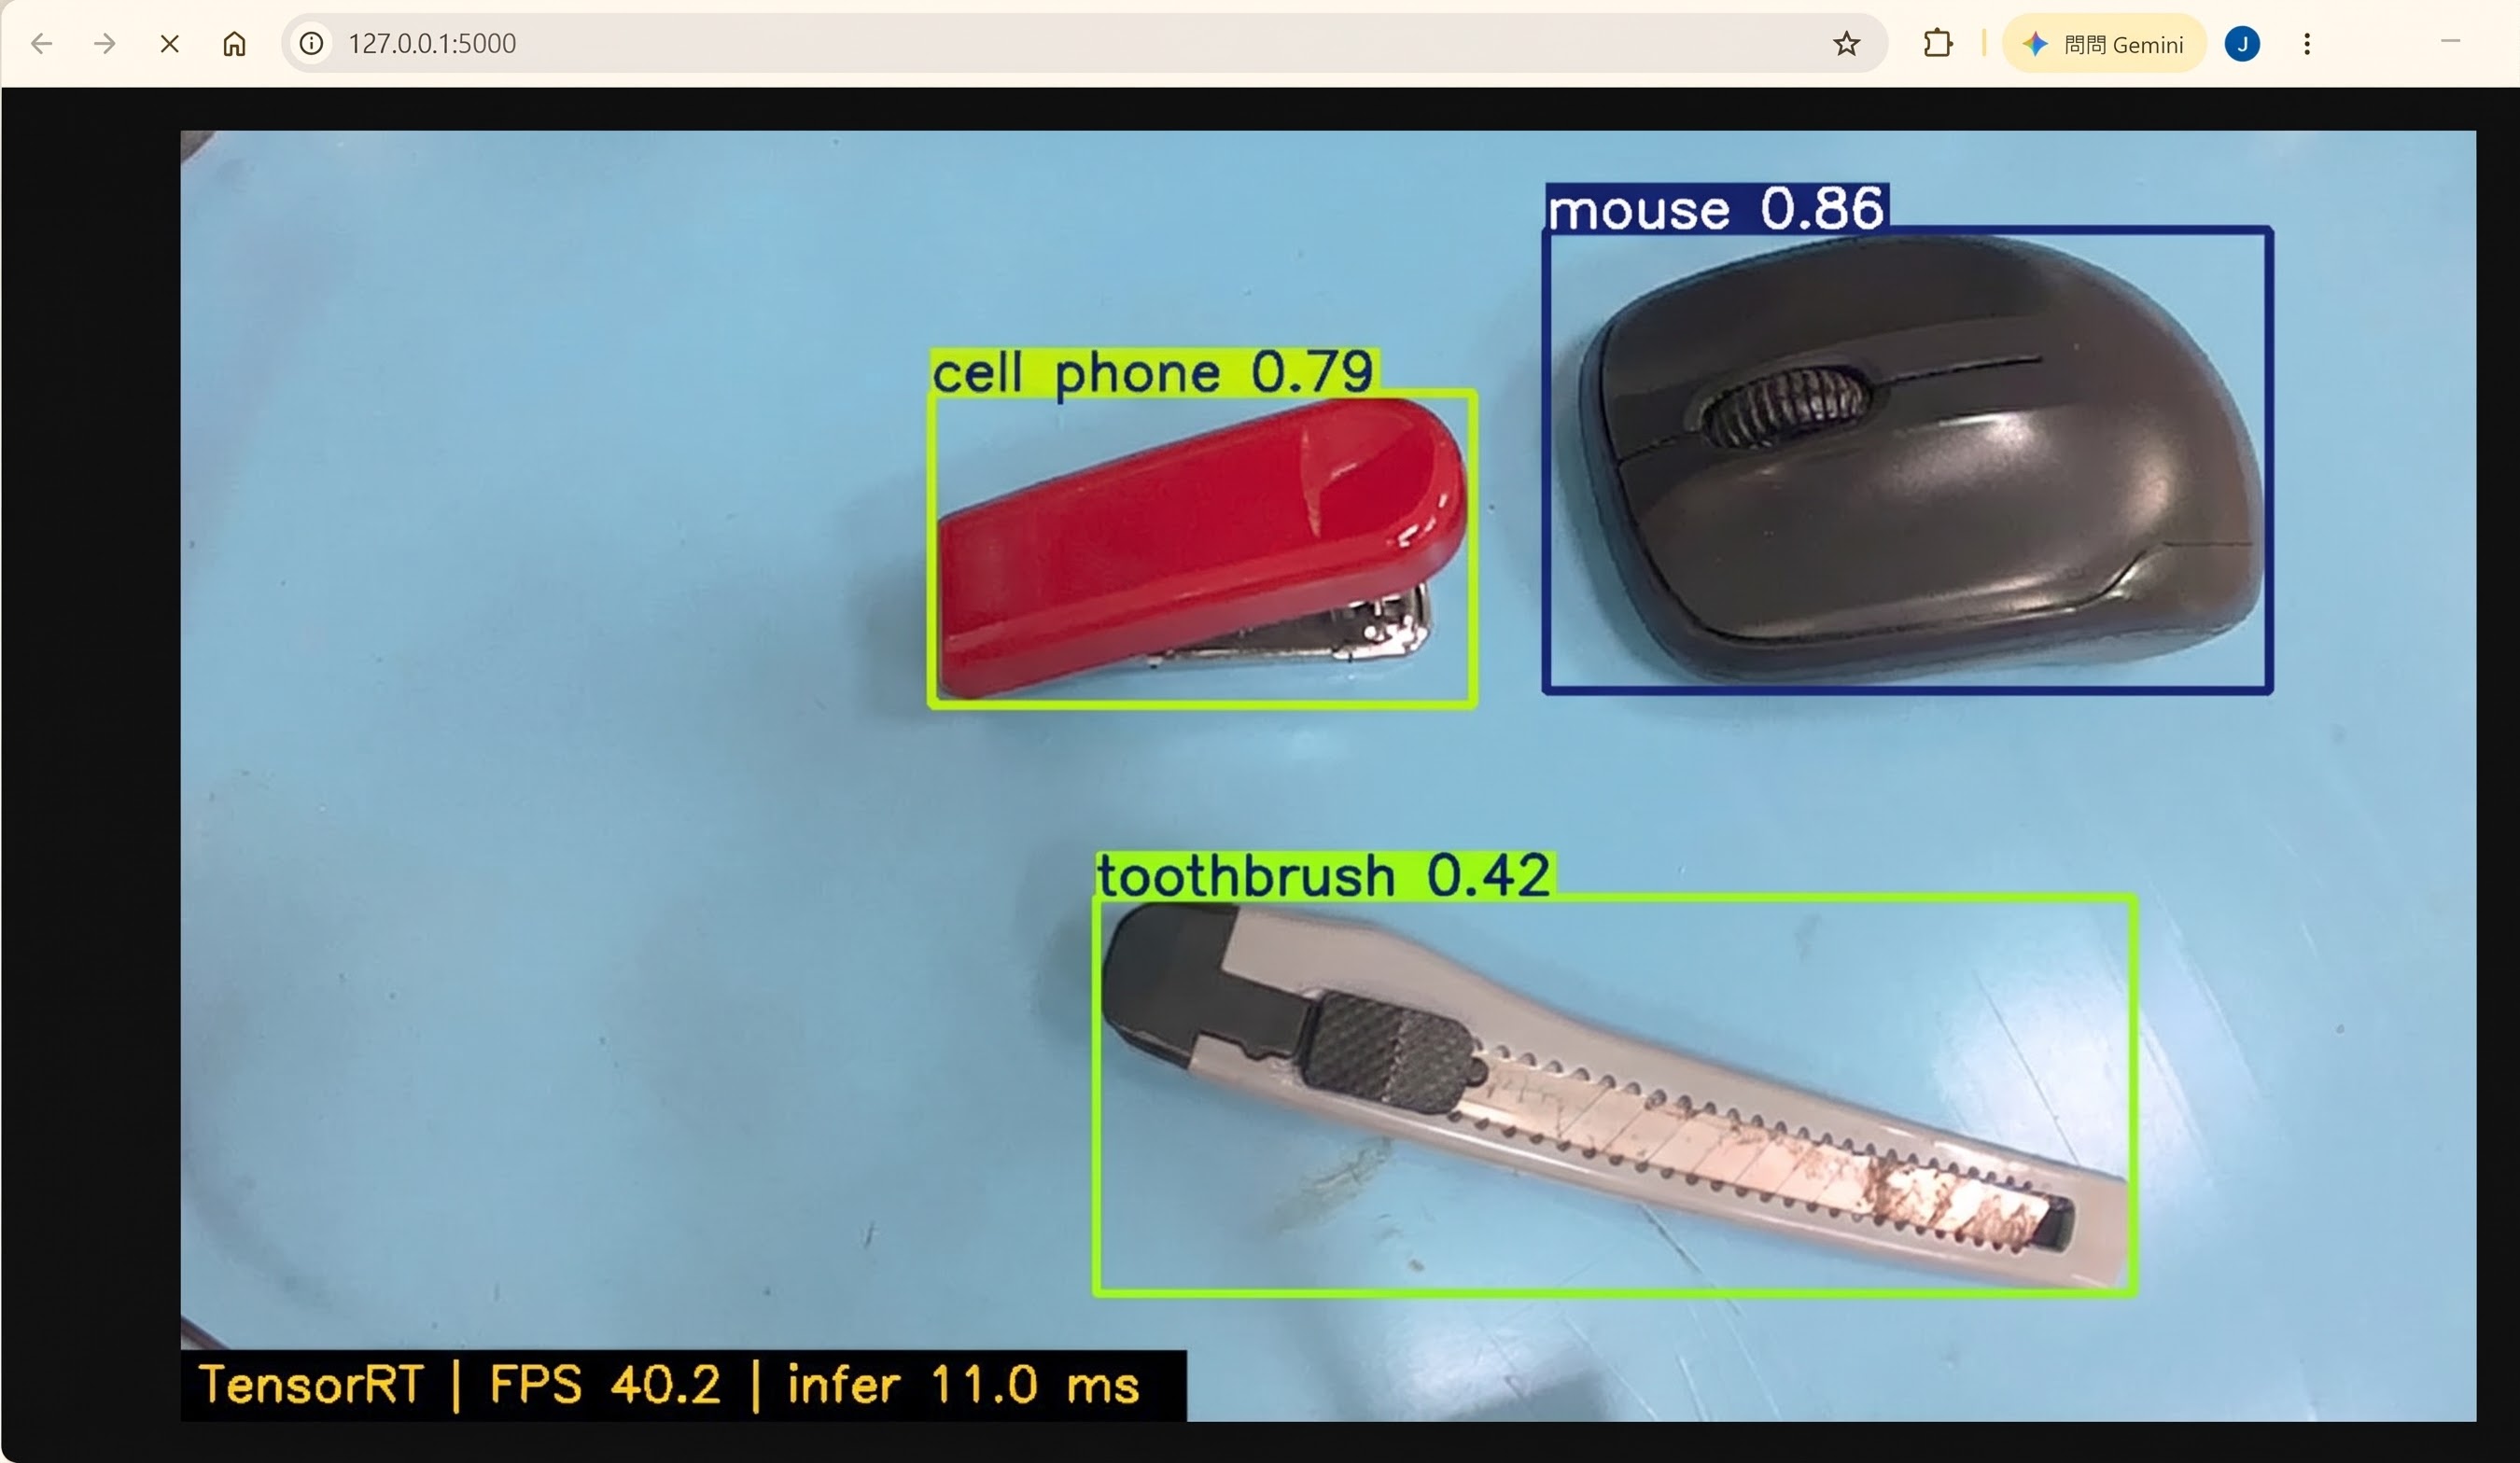 127.0.0.1:5000
問問 Gemini
J
mouse 0.86
cell phone 0.79
toothbrush 0.42
TensorRT | FPS 40.2 | infer 11.0 ms